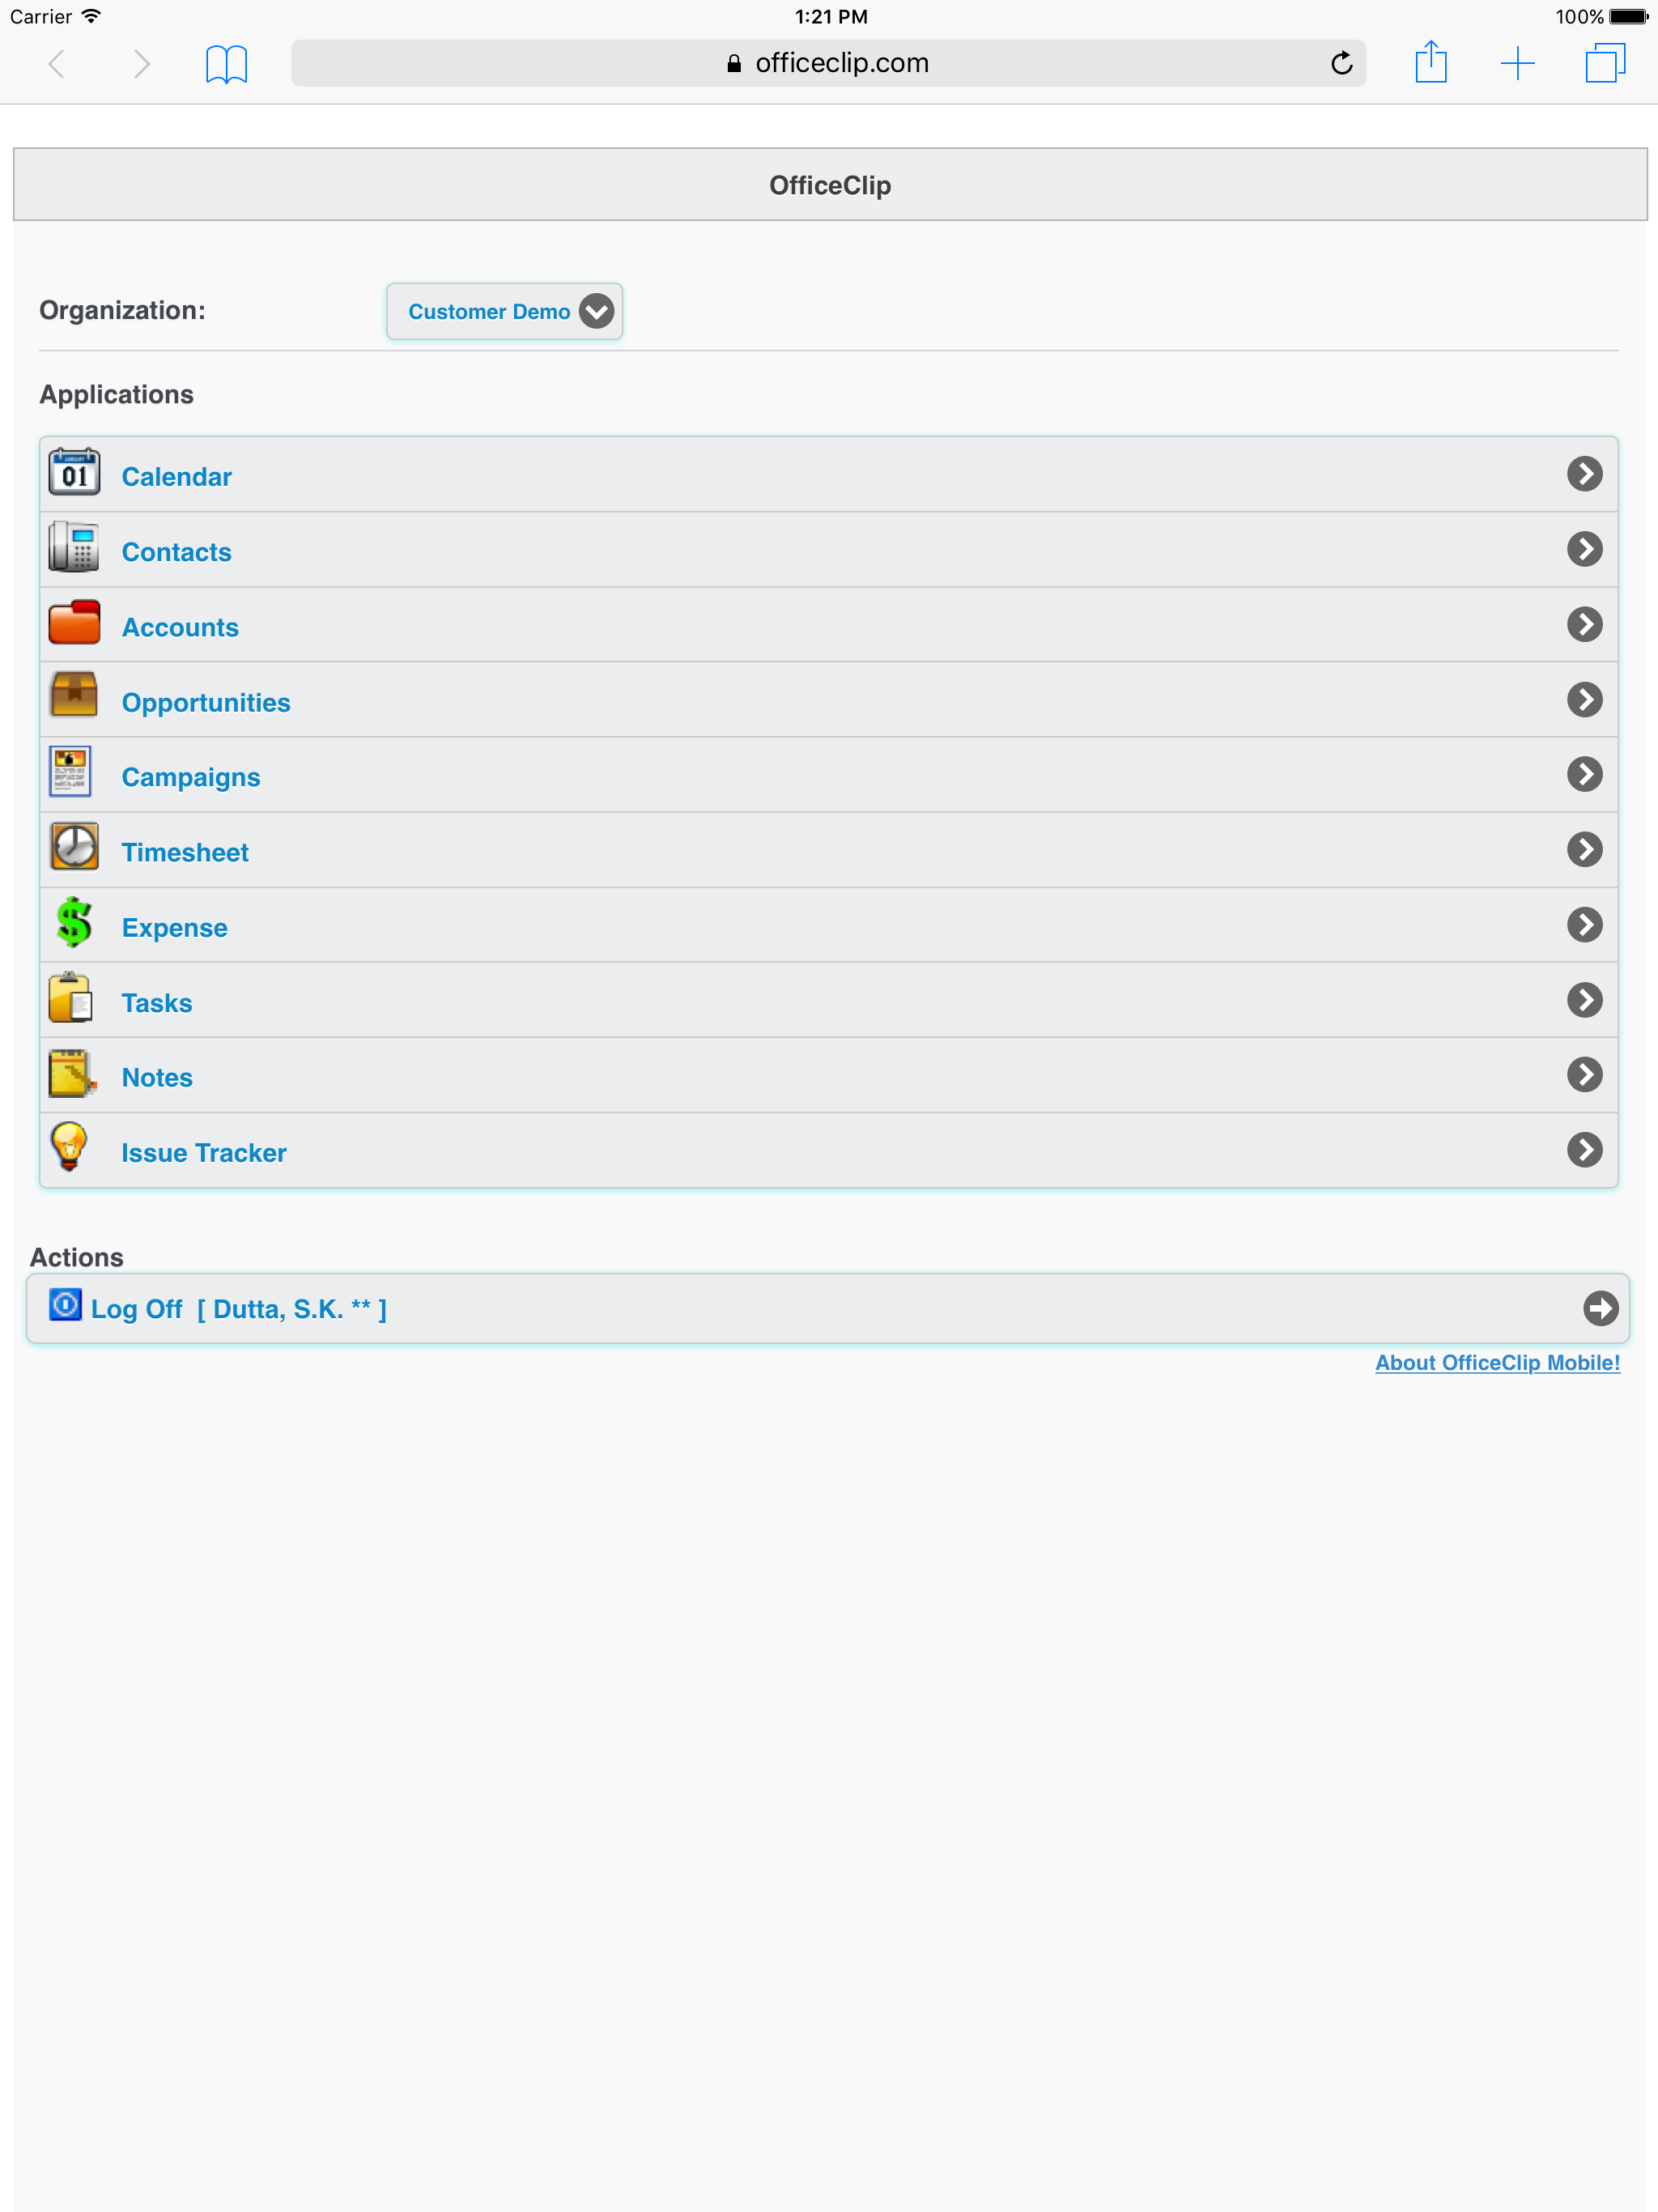 Carrier 1:21 PM 100%
officeclip.com
OfficeClip
Organization: Customer Demo
Applications
01
Calendar
Contacts
Accounts
Opportunities
Campaigns
Timesheet
Expense
Tasks
Notes
Issue Tracker
Actions
Log Off [ Dutta, S.K. ** ]
About OfficeClip Mobile!